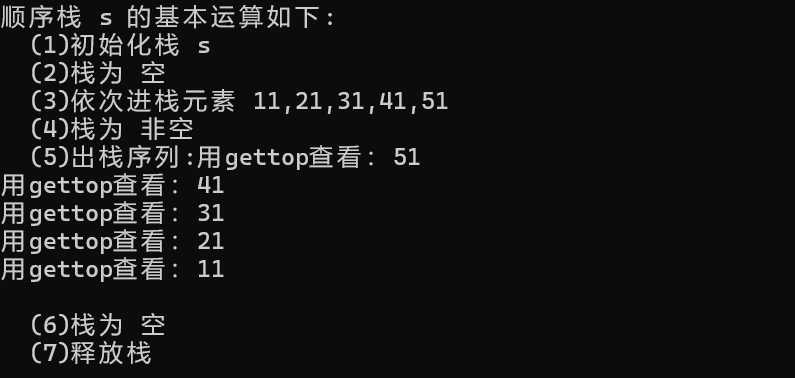 顺序栈 s 的基本运算如下:
(1)初始化栈 s
(2)栈为 空
(3)依次进栈元素 11,21,31,41,51
(4)栈为 非空
(5)出栈序列:用gettop查看: 51
用gettop查看: 41
用gettop查看: 31
用gettop查看: 21
用gettop查看: 11
(6)栈为 空
(7)释放栈